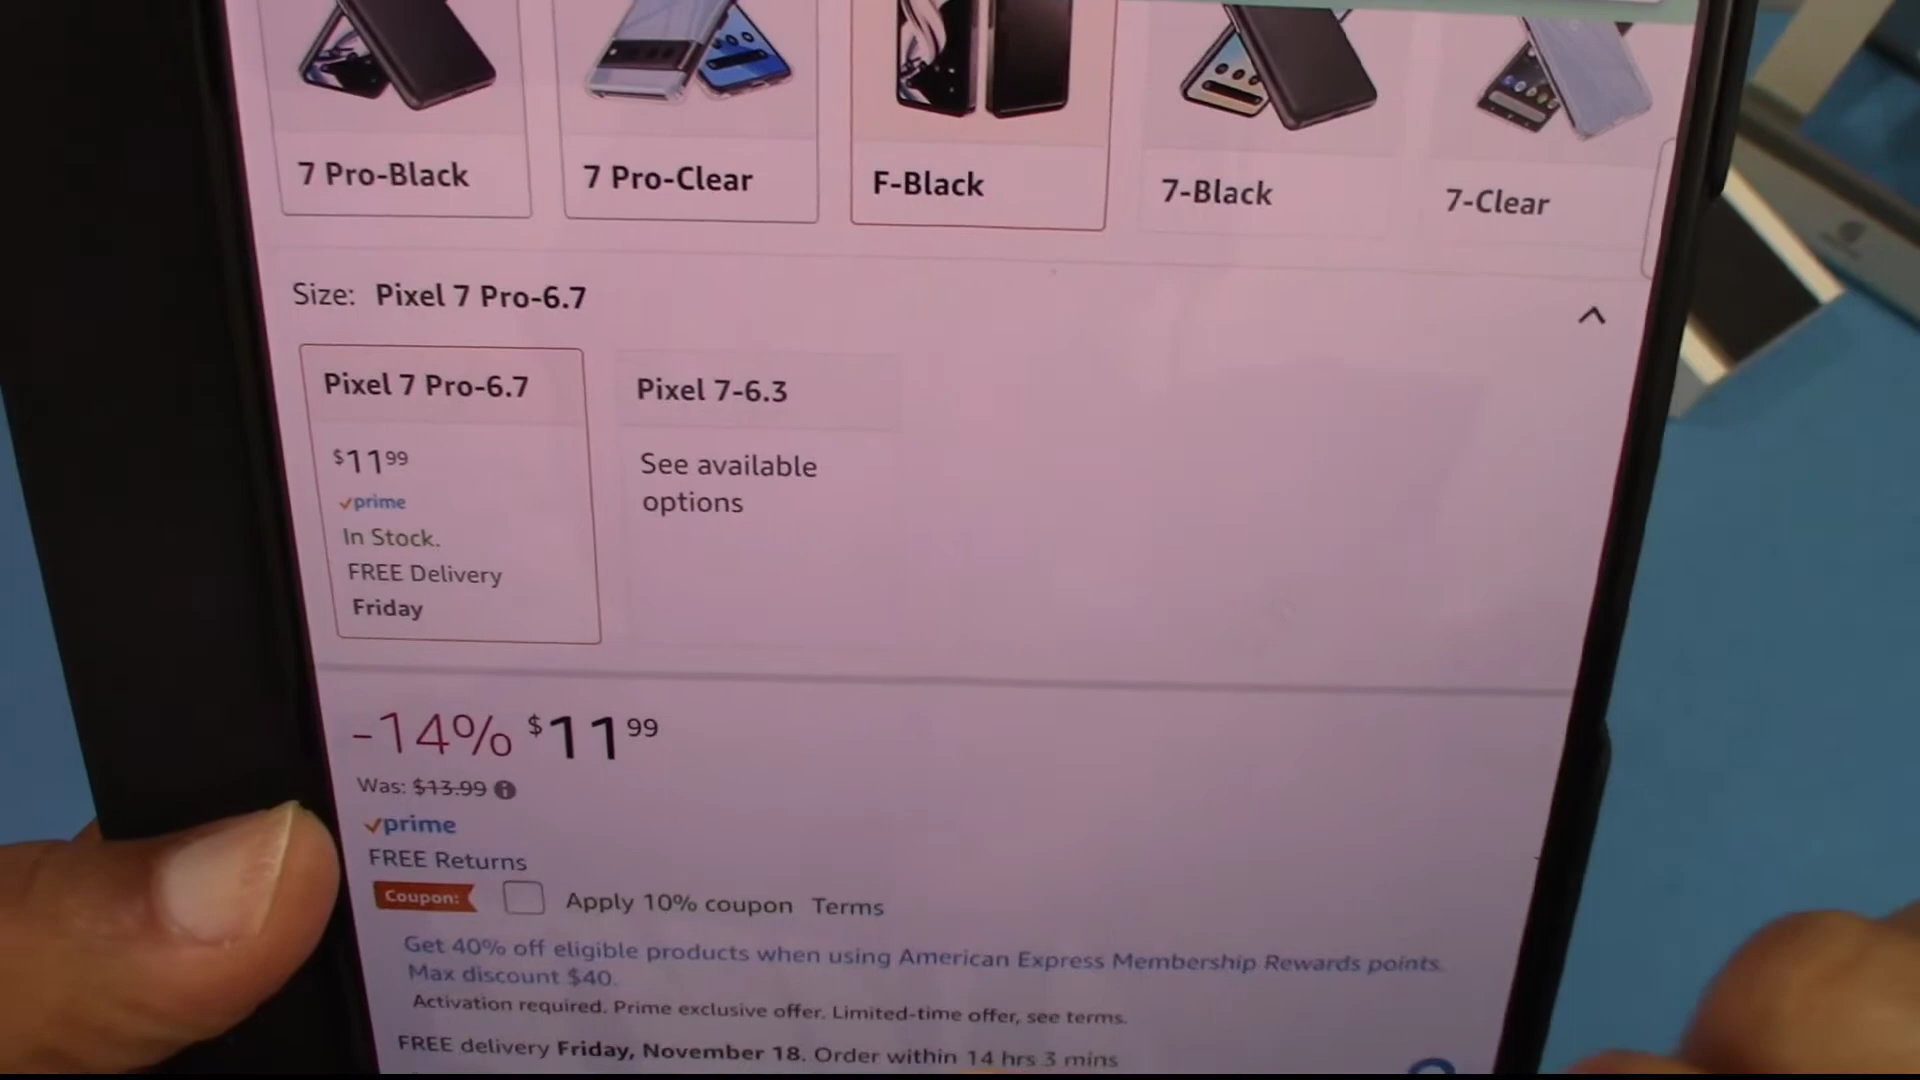 7 Pro-Black
7 Pro-Clear
F-Black
7-Black
7-Clear
Size: Pixel 7 Pro-6.7
Pixel 7 Pro-6.7
$11 99
prime
In Stock.
FREE Delivery
Friday
Pixel 7-6.3
See available
options
-14% $11 99
Was: $13.99
prime
FREE Returns
Coupon: Apply 10% coupon Terms
Get 40% off eligible products when using American Express Membership Rewards points.
Max discount $40.
Activation required. Prime exclusive offer. Limited-time offer, see terms.
FREE delivery Friday, November 18. Order within 14 hrs 3 mins